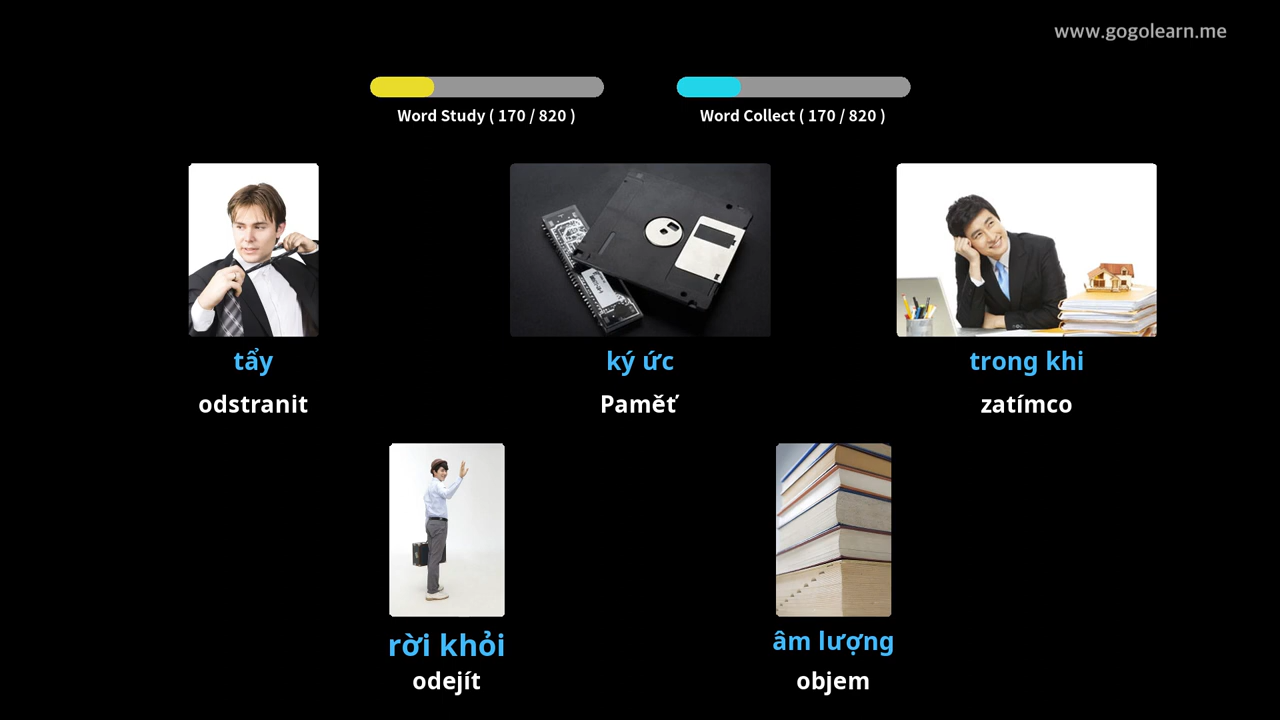 www.gogolearn.me
Word Study ( 170 / 820 )
Word Collect ( 170 / 820 )
tẩy
odstranit
ký ức
Paměť
trong khi
zatímco
rời khỏi
odejít
âm lượng
objem